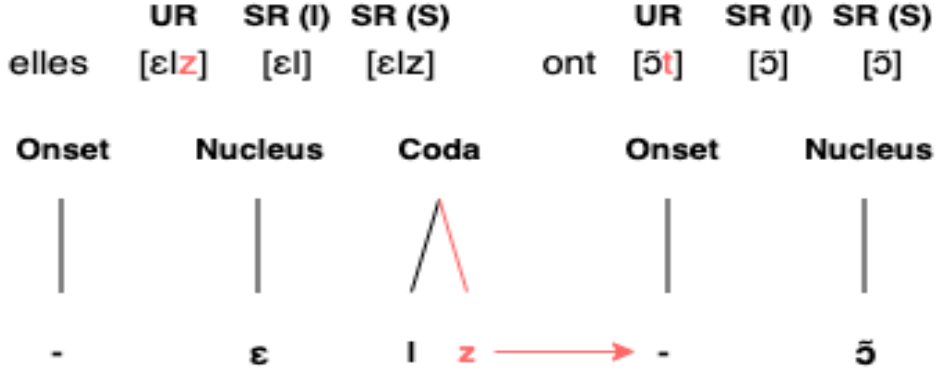 UR SR (I) SR (S) UR SR (I) SR (S)
elles [ɛlz] [ɛl] [ɛlz] ont [ɔ̃t] [ɔ̃] [ɔ̃]
Onset Nucleus Coda Onset Nucleus
- ɛ l z - ɔ̃